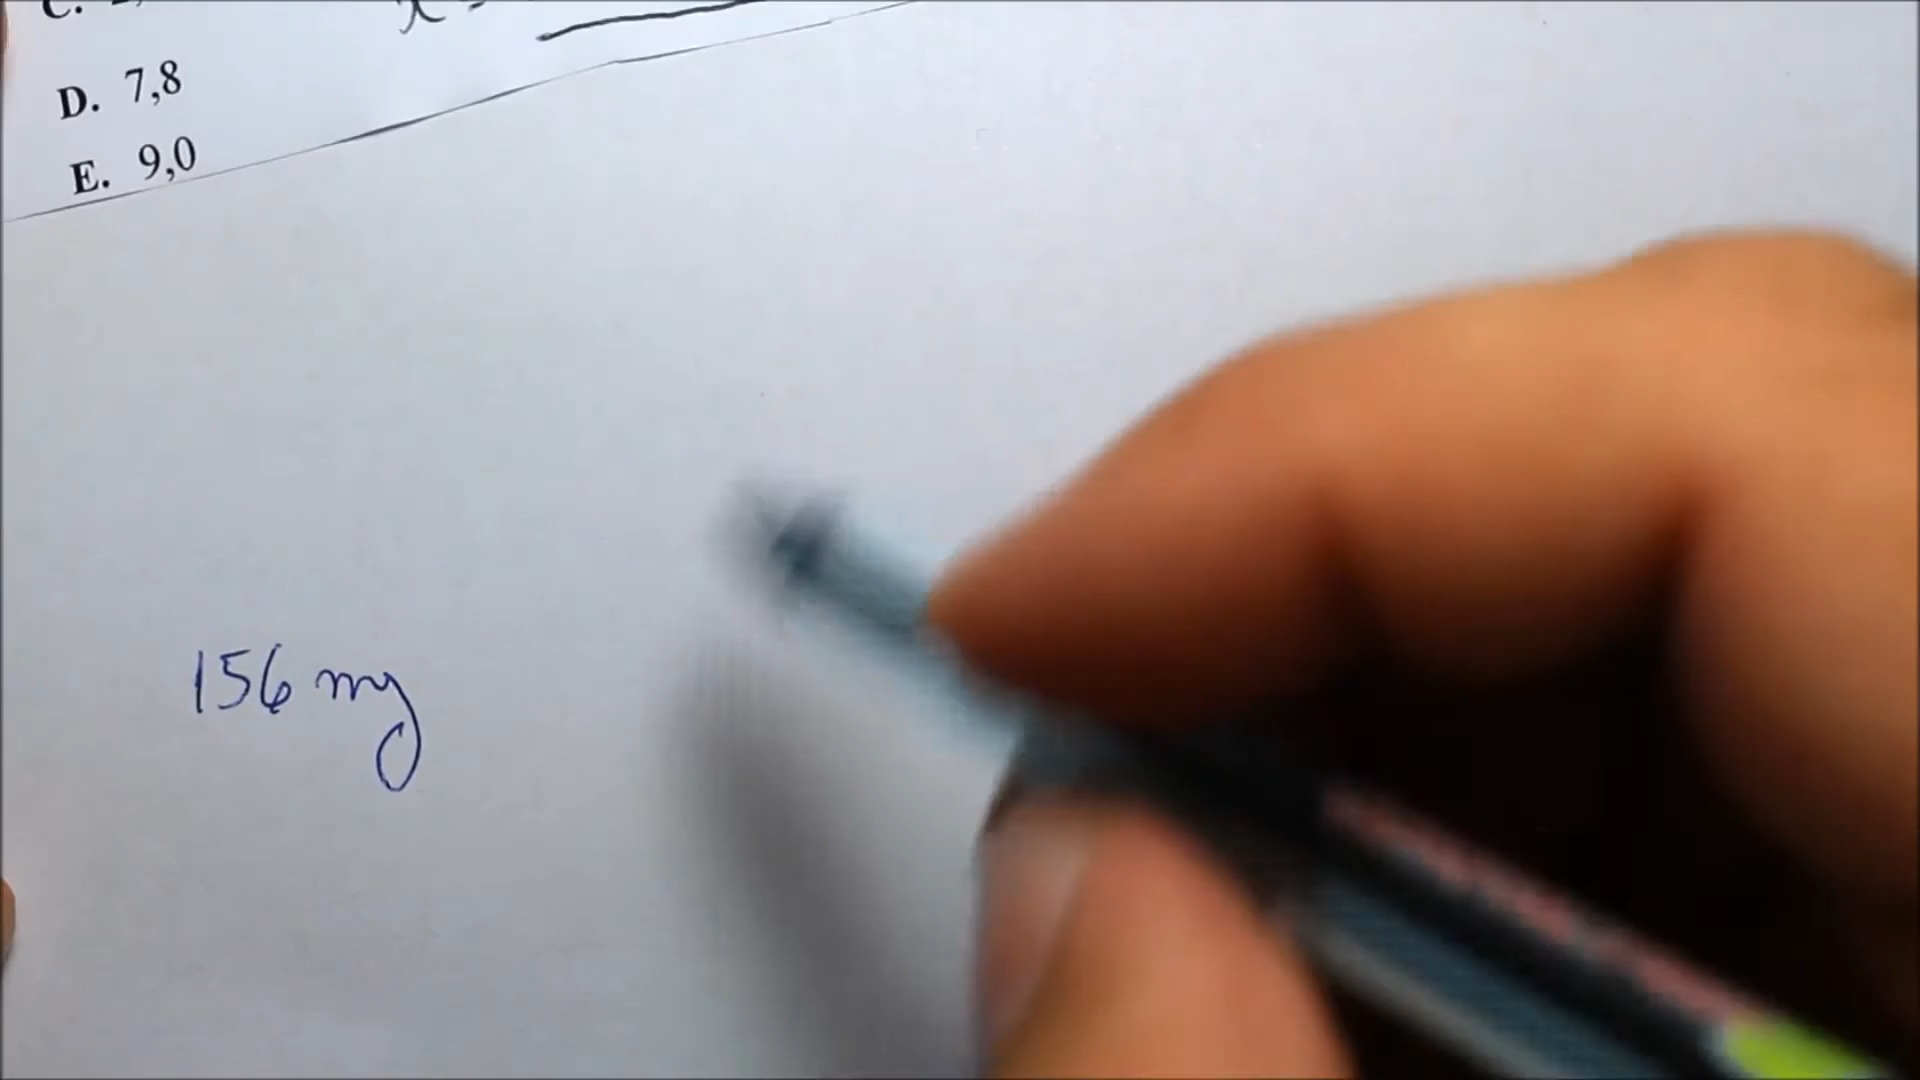 C.
x =
D. 7,8
E. 9,0
156 mg